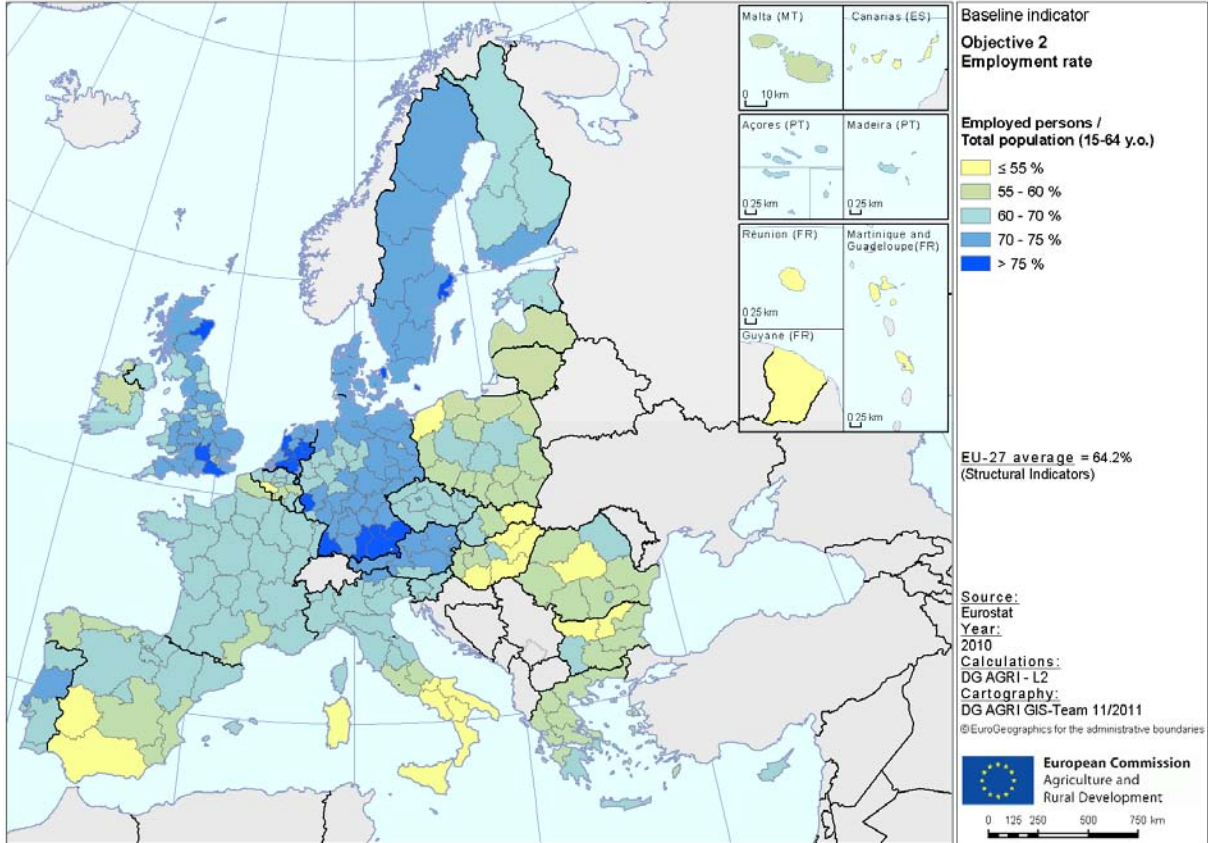 Malta (MT)
0 10 km
Canarias (ES)
Açores (PT)
0 25 km
Madeira (PT)
0 25 km
Réunion (FR)
0 25 km
Martinique and
Guadeloupe(FR)
0 25 km
Guyane (FR)
Baseline indicator
Objective 2
Employment rate
Employed persons /
Total population (15-64 y.o.)
≤ 55 %
55 - 60 %
60 - 70 %
70 - 75 %
> 75 %
EU-27 average = 64.2%
(Structural Indicators)
Source:
Eurostat
Year:
2010
Calculations:
DG AGRI - L2
Cartography:
DG AGRI GIS-Team 11/2011
©EuroGeographics for the administrative boundaries
European Commission
Agriculture and
Rural Development
0 125 250 500 750 km